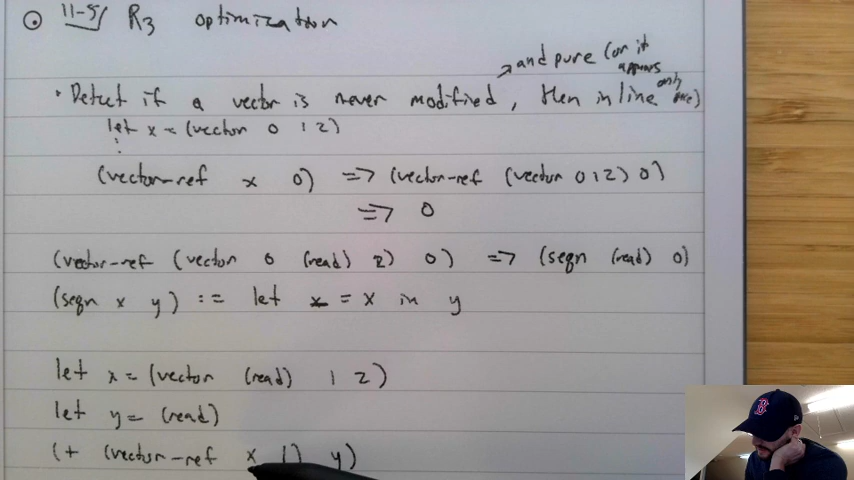 11-5/ R3 optimization
→ and pure (or it appears only once)
• Detect if a vector is never modified, then inline
let x = (vector 0 1 2)
⋮
(vector-ref x 0) => (vector-ref (vector 0 1 2) 0)
=> 0
(vector-ref (vector 0 (read) 2) 0) => (seqn (read) 0)
(seqn x y) := let _ = x in y
let x = (vector (read) 1 2)
let y = (read)
(+ (vector-ref x 1) y)
B